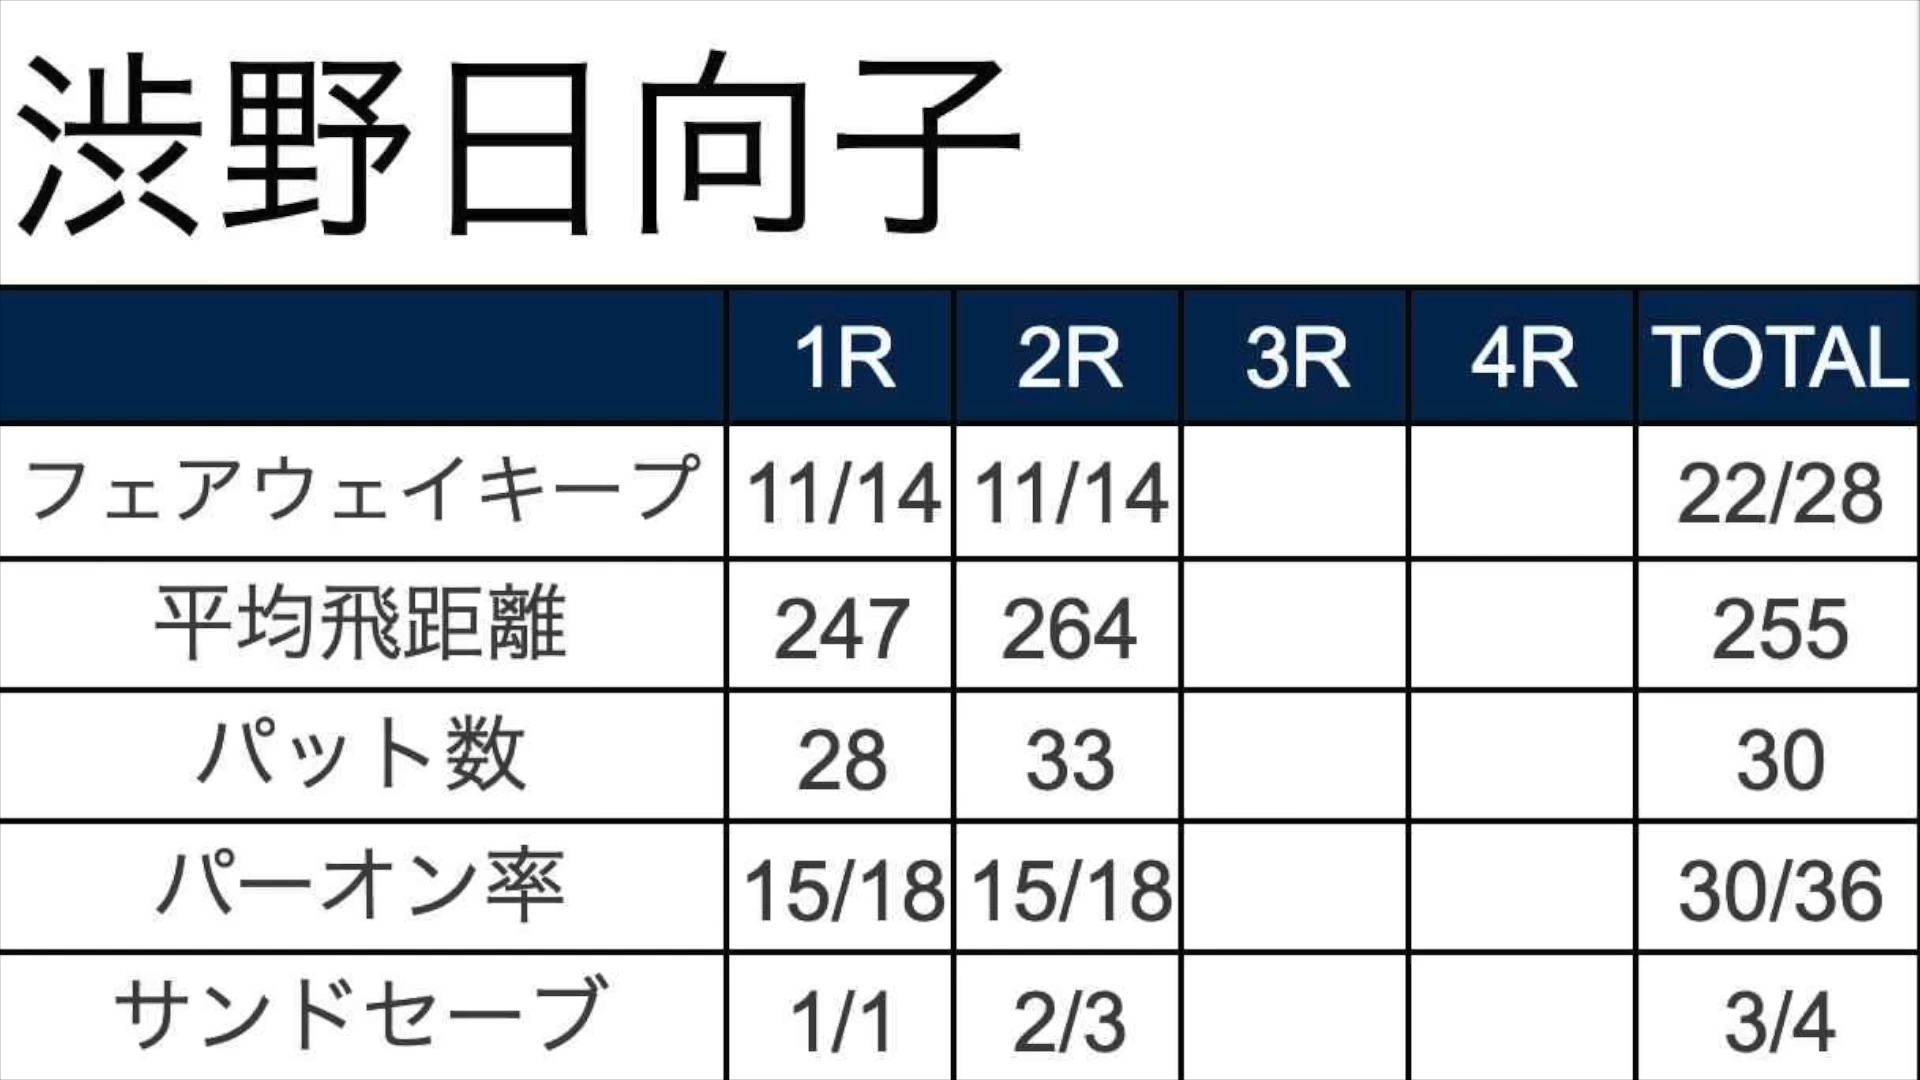 渋野日向子
1R 2R 3R 4R TOTAL
フェアウェイキープ 11/14 11/14 22/28
平均飛距離 247 264 255
パット数 28 33 30
パーオン率 15/18 15/18 30/36
サンドセーブ 1/1 2/3 3/4